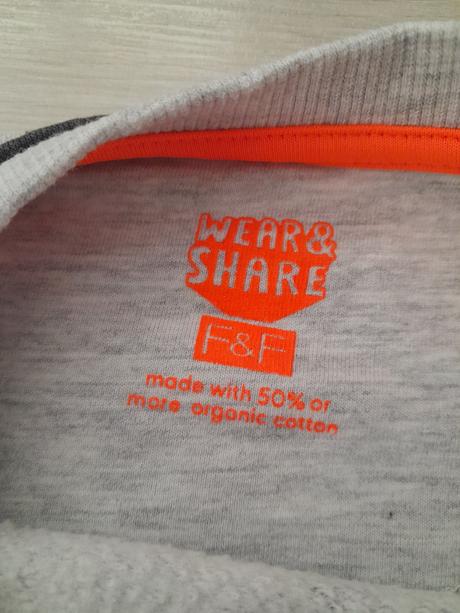 WEAR&
SHARE
F&F
made with 50% or
more organic cotton